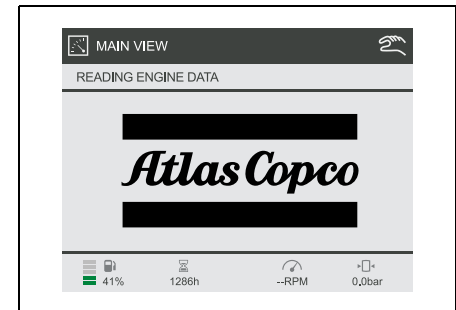 MAIN VIEW
READING ENGINE DATA
Atlas Copco
41% 1286h --RPM 0,0bar